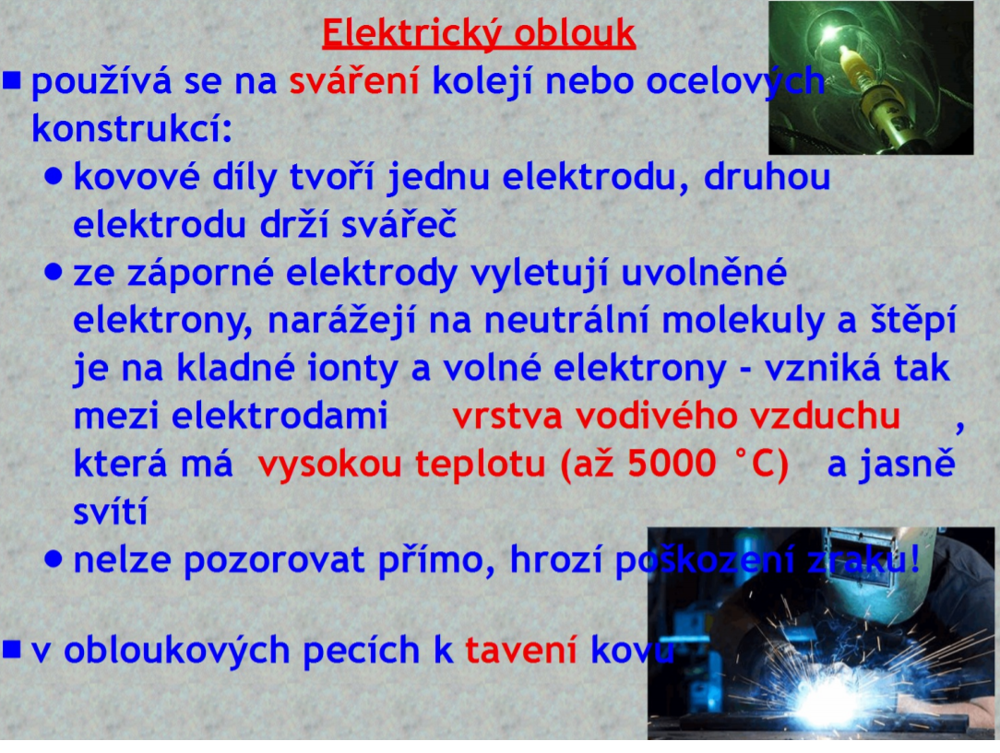 Elektrický oblouk
■ používá se na sváření kolejí nebo ocelových
konstrukcí:
● kovové díly tvoří jednu elektrodu, druhou
elektrodu drží svářeč
● ze záporné elektrody vyletují uvolněné
elektrony, narážejí na neutrální molekuly a štěpí
je na kladné ionty a volné elektrony - vzniká tak
mezi elektrodami vrstva vodivého vzduchu ,
která má vysokou teplotu (až 5000 °C) a jasně
svítí
● nelze pozorovat přímo, hrozí poškození zraku!
■ v obloukových pecích k tavení kovu